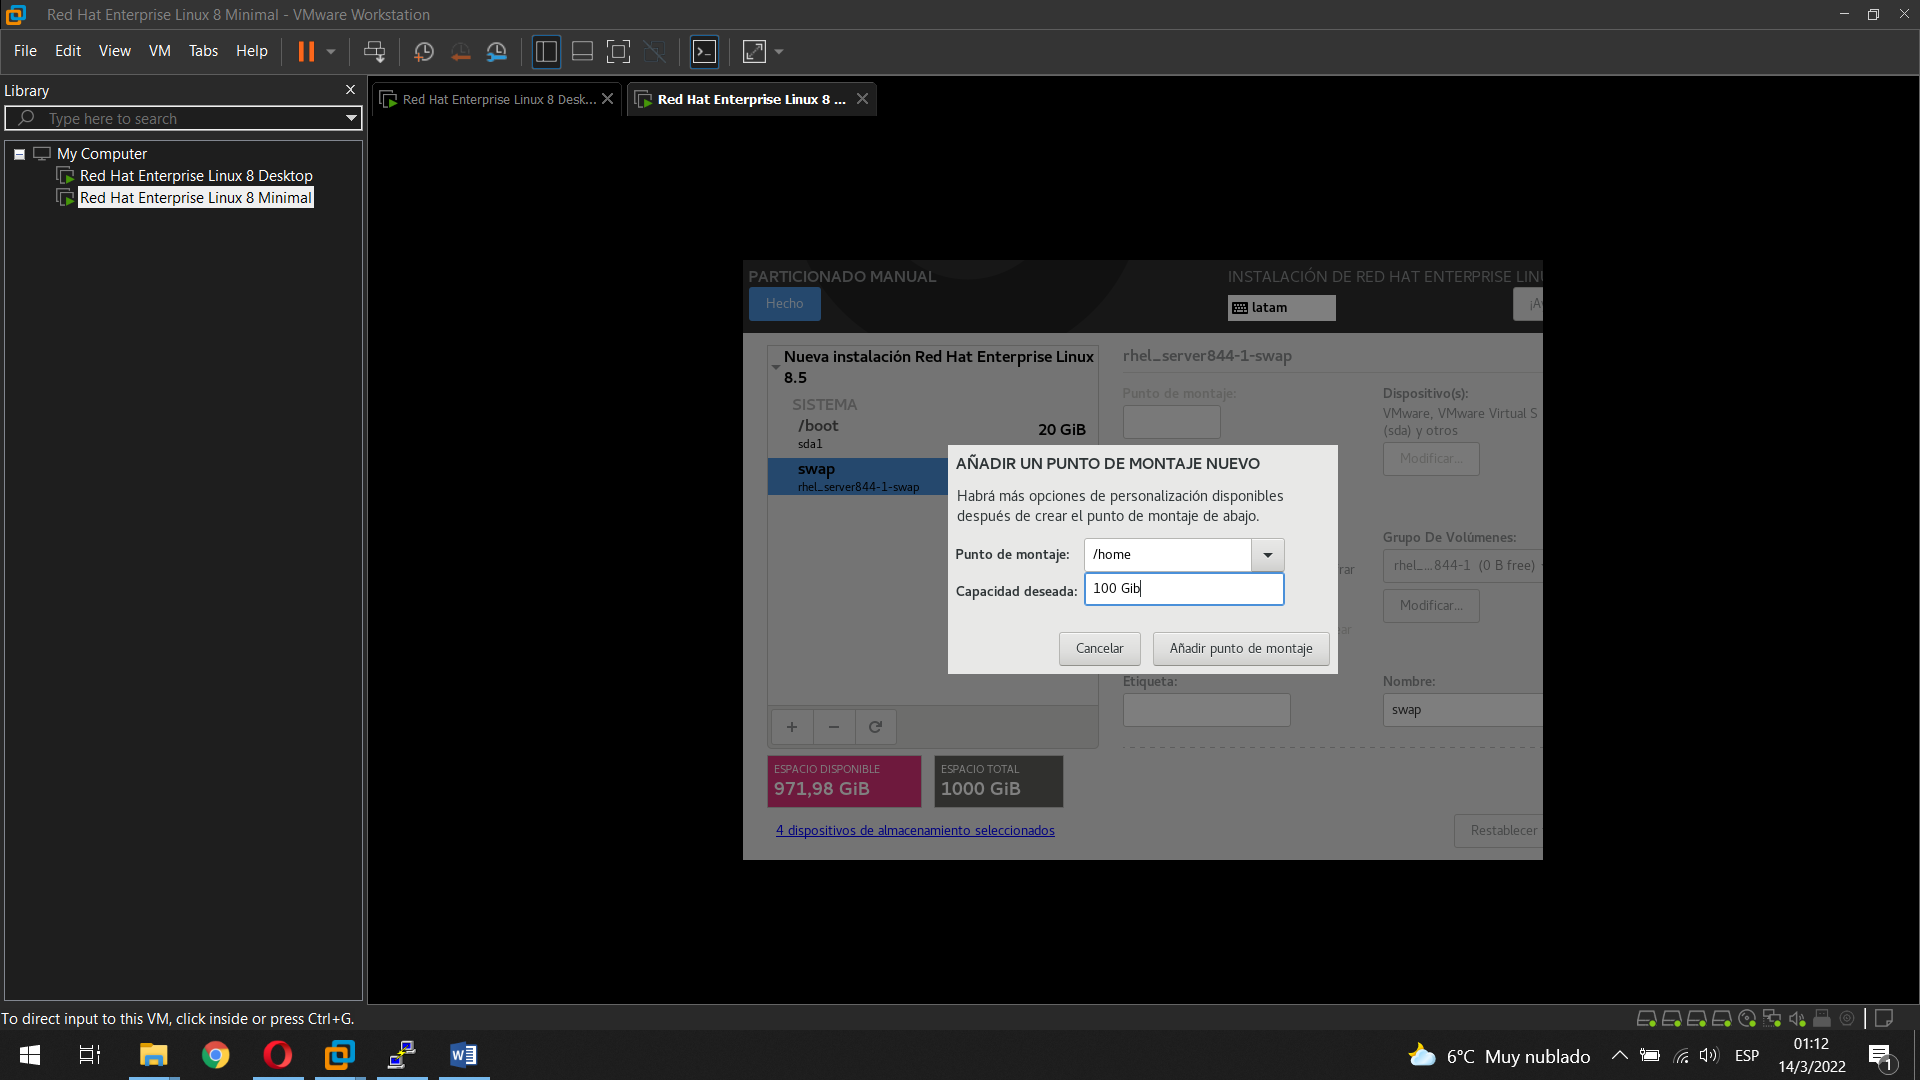 Red Hat Enterprise Linux 8 Minimal - VMware Workstation
File Edit View VM Tabs Help
Library
Type here to search
My Computer
Red Hat Enterprise Linux 8 Desktop
Red Hat Enterprise Linux 8 Minimal
Red Hat Enterprise Linux 8 Desk...
Red Hat Enterprise Linux 8 ...
PARTICIONADO MANUAL
Hecho
INSTALACIÓN DE RED HAT ENTERPRISE LINU
latam
¡A
Nueva instalación Red Hat Enterprise Linux
8.5
SISTEMA
/boot
20 GiB
sda1
swap
rhel_server844-1-swap
rhel_server844-1-swap
Punto de montaje:
Dispositivo(s):
VMware, VMware Virtual S
(sda) y otros
Modificar...
AÑADIR UN PUNTO DE MONTAJE NUEVO
Habrá más opciones de personalización disponibles
después de crear el punto de montaje de abajo.
Punto de montaje: /home
Capacidad deseada: 100 Gib
Cancelar
Añadir punto de montaje
Grupo De Volúmenes:
rar
rhel_...844-1 (0 B free)
Modificar...
ar
Etiqueta:
Nombre:
swap
ESPACIO DISPONIBLE
971,98 GiB
ESPACIO TOTAL
1000 GiB
4 dispositivos de almacenamiento seleccionados
Restablecer
To direct input to this VM, click inside or press Ctrl+G.
6°C Muy nublado
ESP
01:12
14/3/2022
1